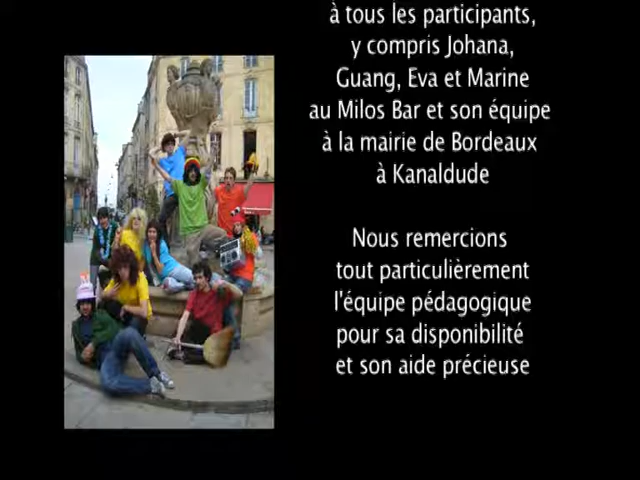 à tous les participants,
y compris Johana,
Guang, Eva et Marine
au Milos Bar et son équipe
à la mairie de Bordeaux
à Kanaldude
Nous remercions
tout particulièrement
l'équipe pédagogique
pour sa disponibilité
et son aide précieuse